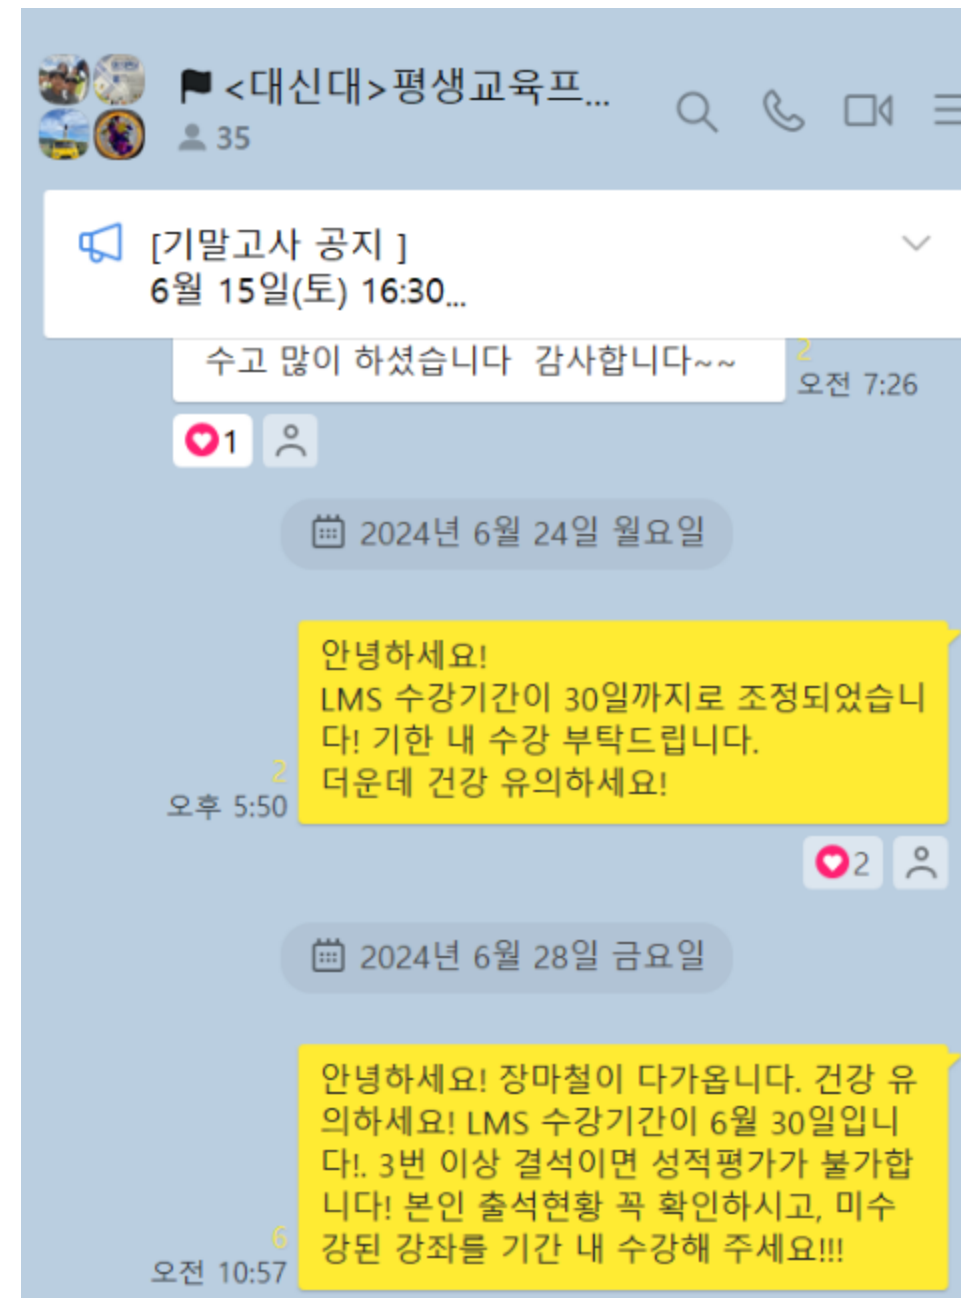 <대신대>평생교육프...
35
[기말고사 공지 ]
6월 15일(토) 16:30...
수고 많이 하셨습니다  감사합니다~~
2
오전 7:26
1
2024년 6월 24일 월요일
안녕하세요!
LMS 수강기간이 30일까지로 조정되었습니
다! 기한 내 수강 부탁드립니다.
더운데 건강 유의하세요!
2
오후 5:50
2
2024년 6월 28일 금요일
안녕하세요! 장마철이 다가옵니다. 건강 유
의하세요! LMS 수강기간이 6월 30일입니
다!. 3번 이상 결석이면 성적평가가 불가합
니다! 본인 출석현황 꼭 확인하시고, 미수
강된 강좌를 기간 내 수강해 주세요!!!
6
오전 10:57